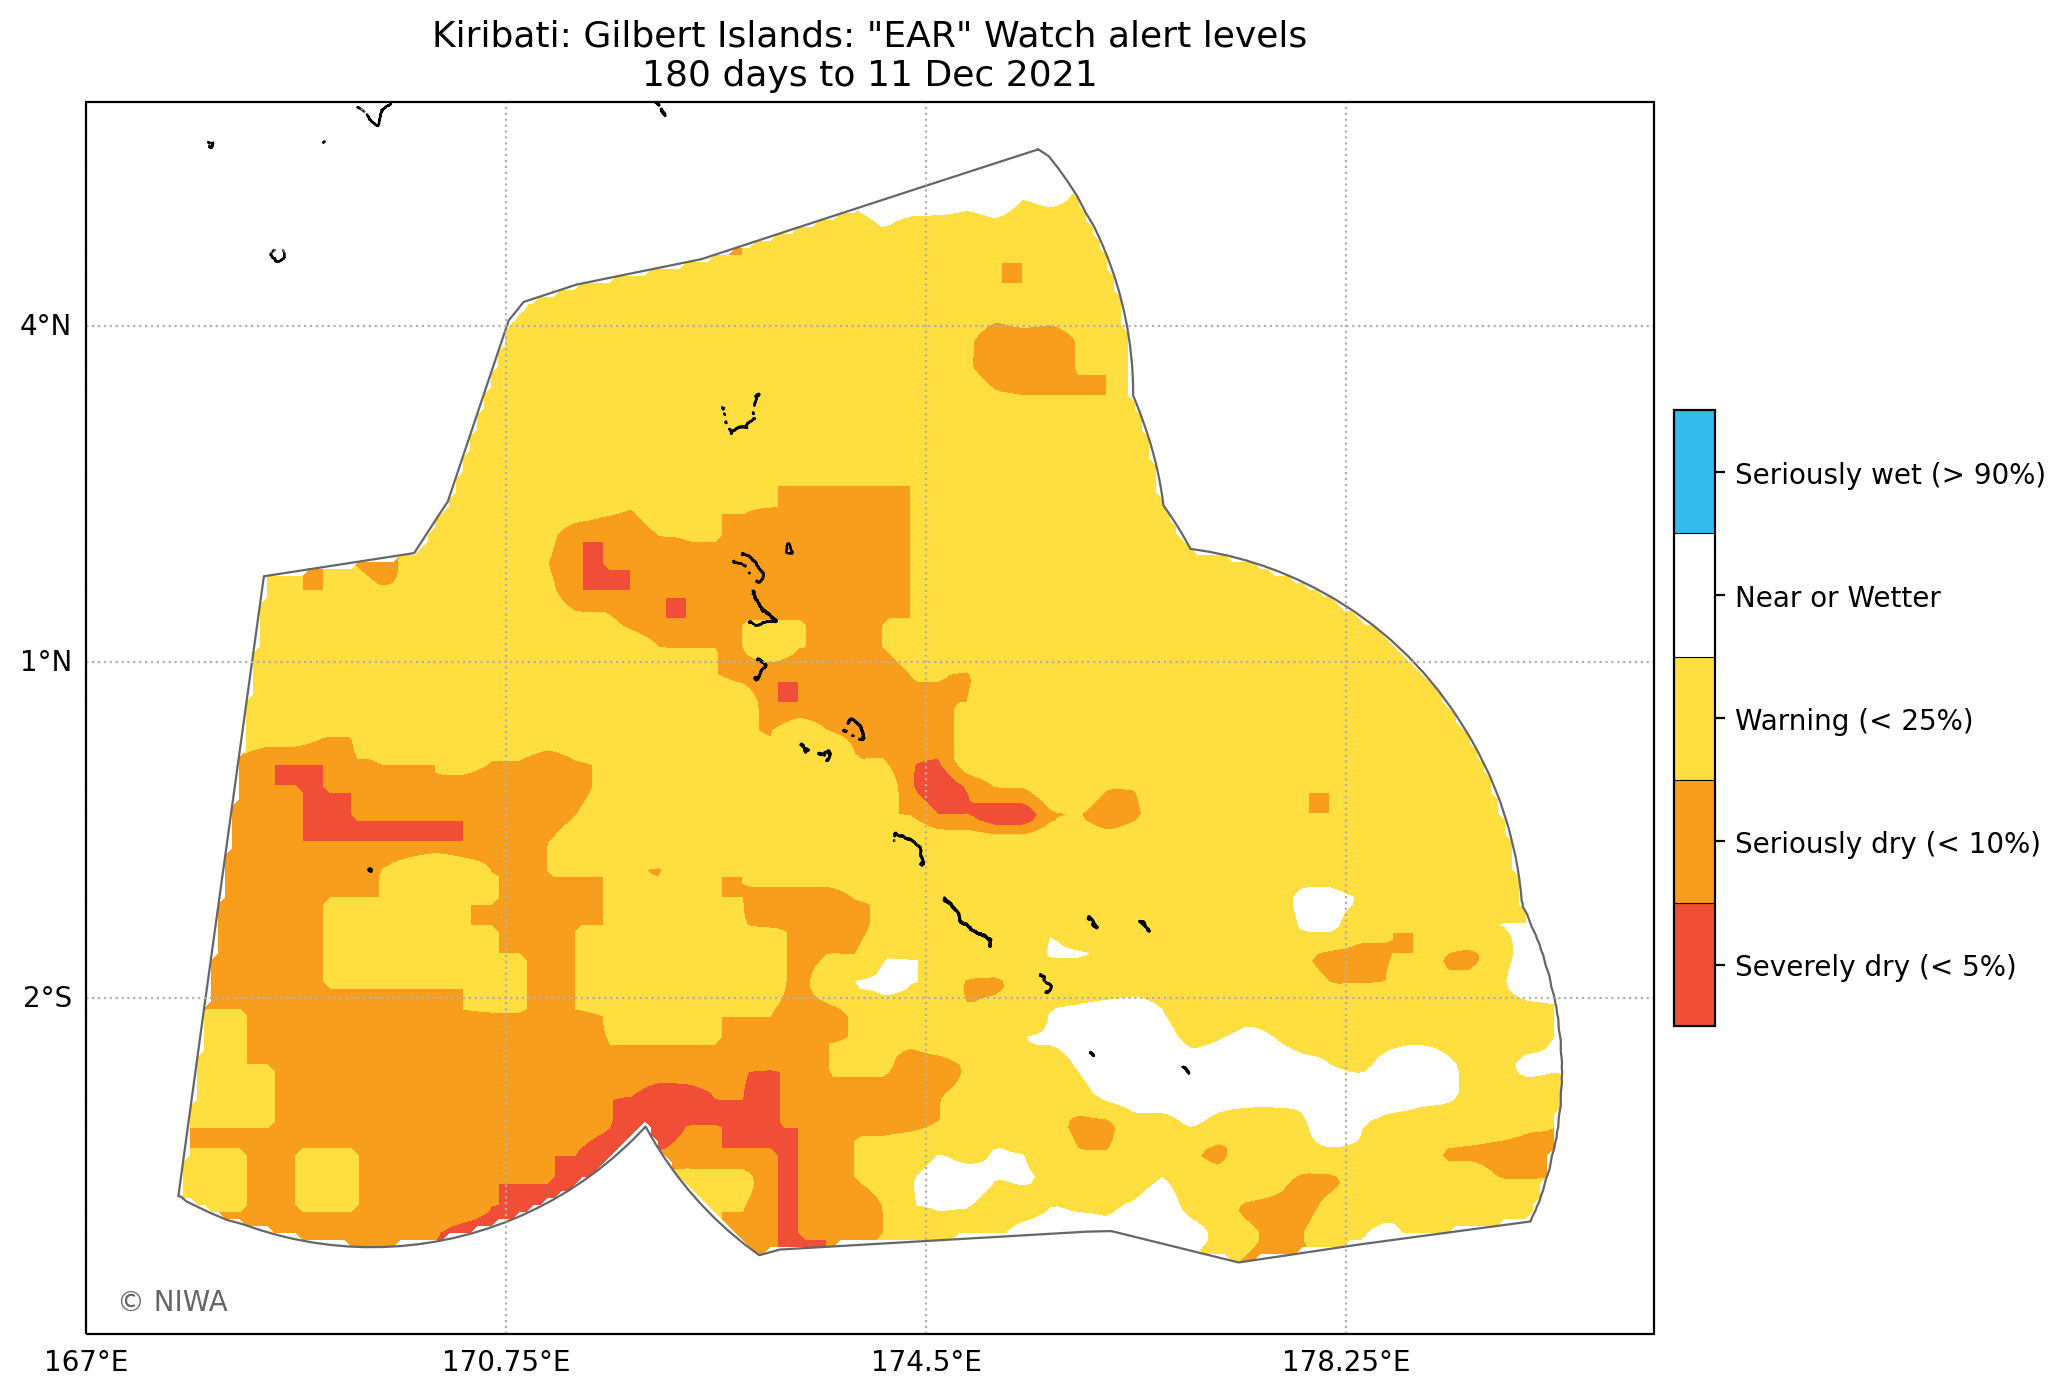 Kiribati: Gilbert Islands: "EAR" Watch alert levels
180 days to 11 Dec 2021
4°N
1°N
2°S
167°E
170.75°E
174.5°E
178.25°E
Seriously wet (> 90%)
Near or Wetter
Warning (< 25%)
Seriously dry (< 10%)
Severely dry (< 5%)
© NIWA